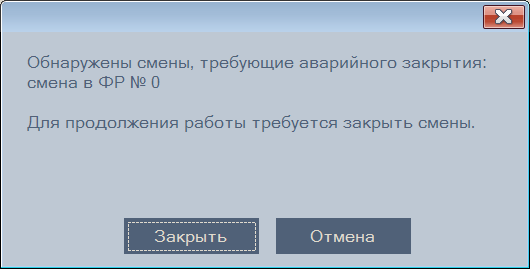 Обнаружены смены, требующие аварийного закрытия:
смена в ФР № 0
Для продолжения работы требуется закрыть смены.
Закрыть
Отмена